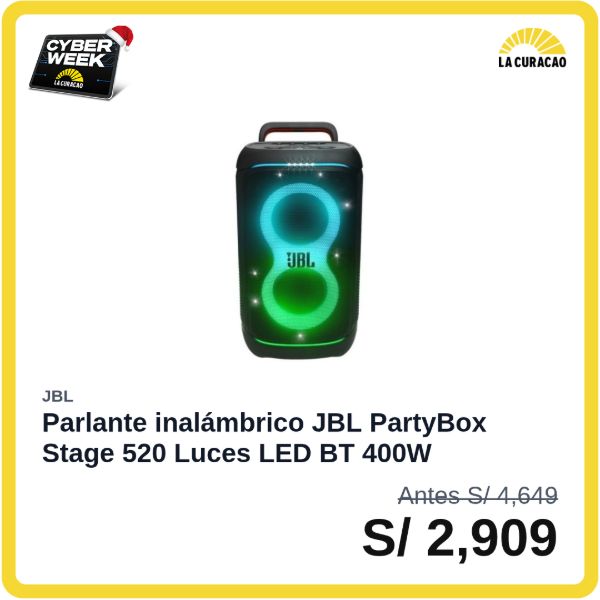 CYBER
WEEK
LA CURACAO
LA CURACAO
JBL
JBL
Parlante inalámbrico JBL PartyBox
Stage 520 Luces LED BT 400W
Antes S/ 4,649
S/ 2,909